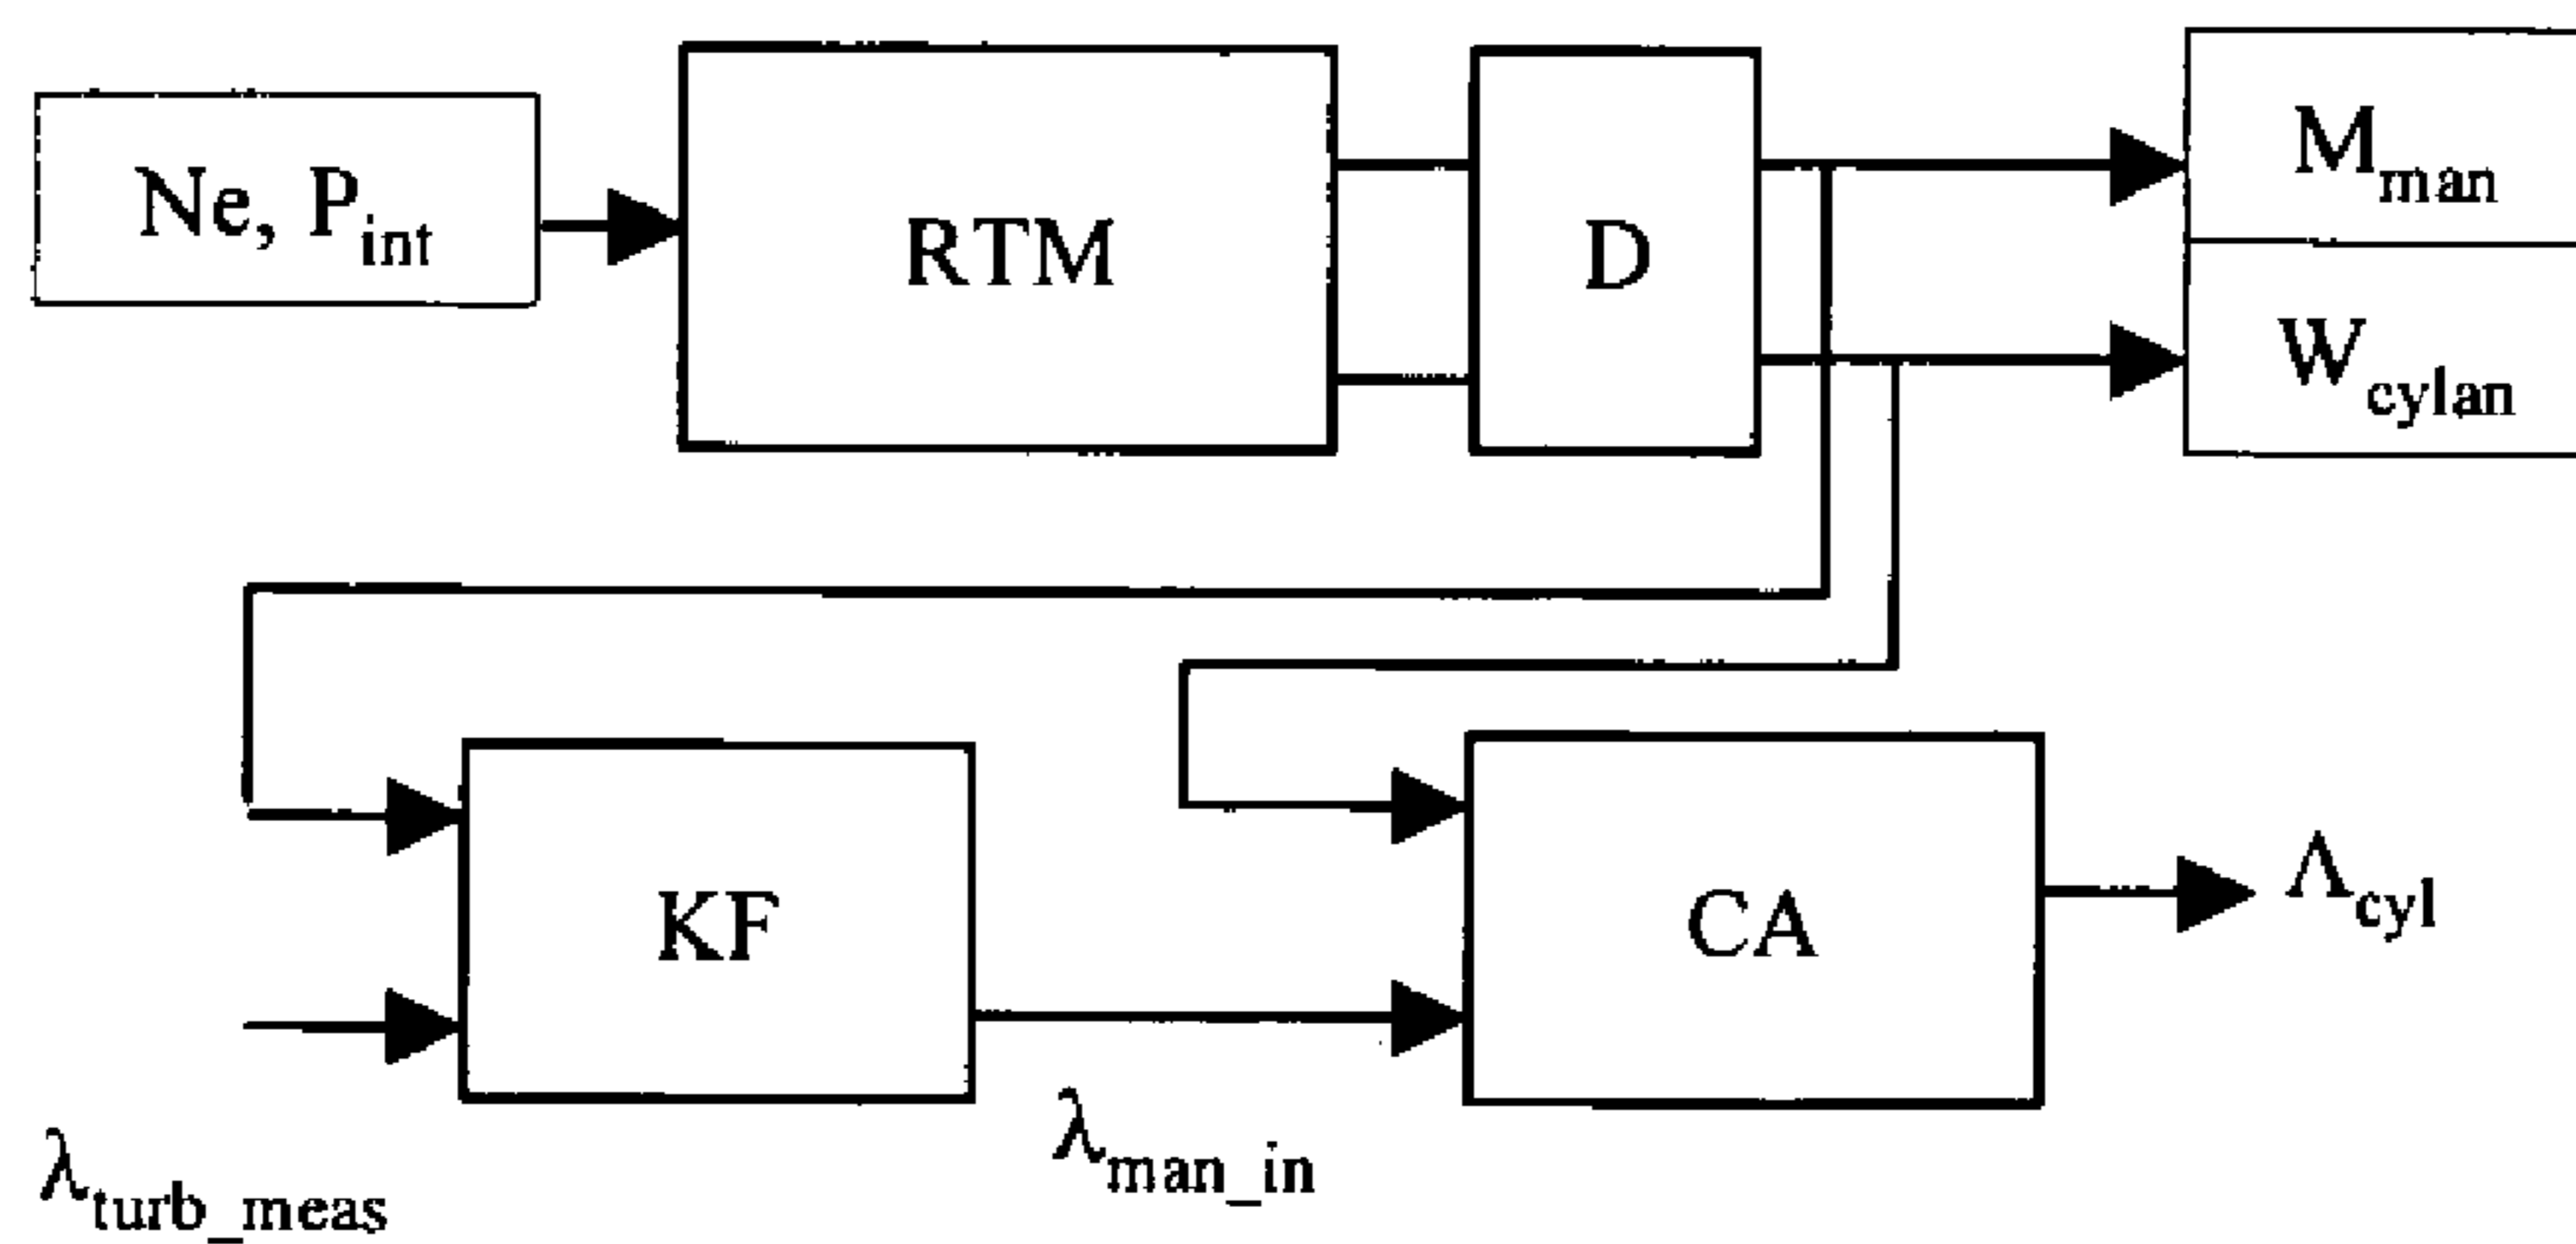 Ne, P_int
RTM
D
M_man
W_cylan
KF
CA
Λ_cyl
λ_turb_meas
λ_man_in